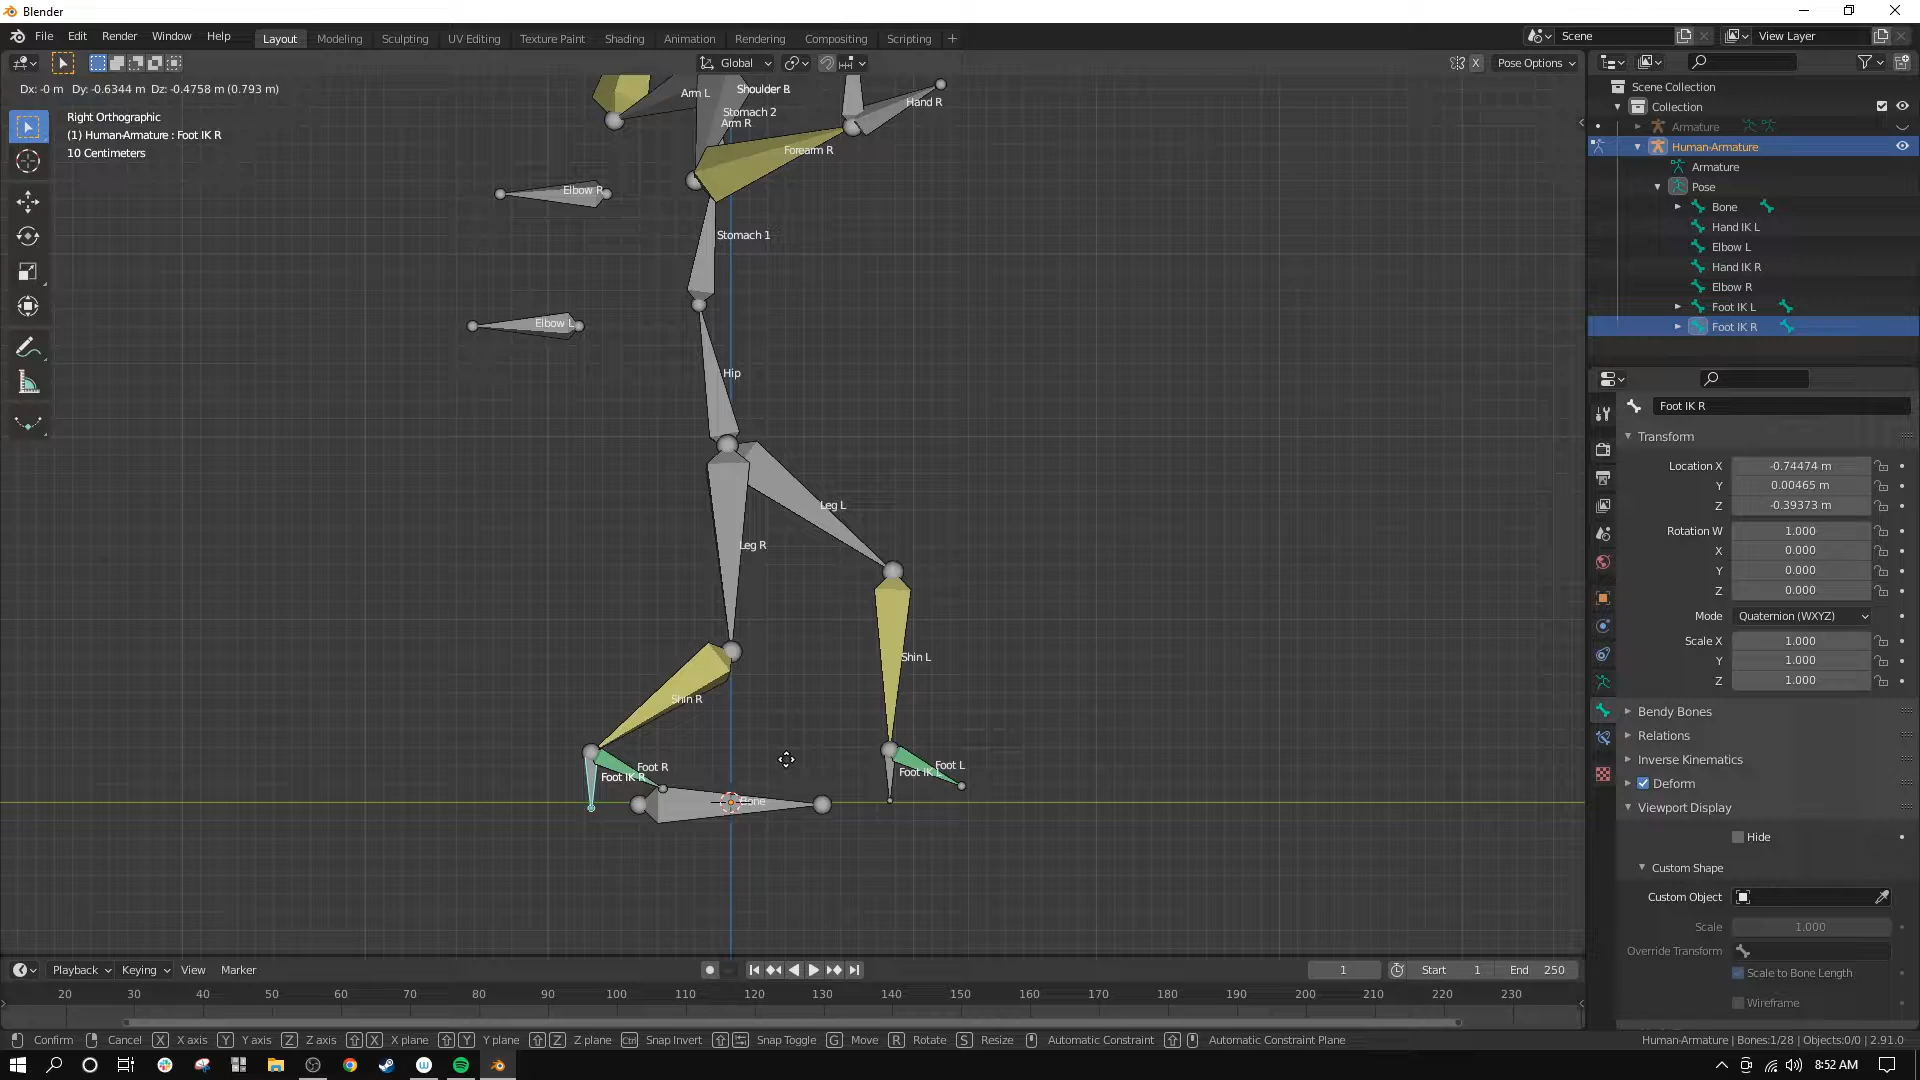 Blender
File Edit Render Window Help
Layout Modeling Sculpting UV Editing Texture Paint Shading Animation Rendering Compositing Scripting +
Scene
View Layer
Global
X
Pose Options
Dx: -0 m Dy: -0.6344 m Dz: -0.4758 m (0.793 m)
Right Orthographic
(1) Human-Armature : Foot IK R
10 Centimeters
Arm L
Shoulder R
Hand R
Stomach 2
Arm R
Forearm R
Elbow R
Stomach 1
Elbow L
Hip
Leg L
Leg R
Shin L
Shin R
Foot R
Foot IK R
Foot L
Foot IK L
Bone
Scene Collection
Collection
Armature
Human-Armature
Armature
Pose
Bone
Hand IK L
Elbow L
Hand IK R
Elbow R
Foot IK L
Foot IK R
Foot IK R
Transform
Location X -0.74474 m
Y 0.00465 m
Z -0.39373 m
Rotation W 1.000
X 0.000
Y 0.000
Z 0.000
Mode Quaternion (WXYZ)
Scale X 1.000
Y 1.000
Z 1.000
Bendy Bones
Relations
Inverse Kinematics
Deform
Viewport Display
Hide
Custom Shape
Custom Object
Scale 1.000
Override Transform
Scale to Bone Length
Wireframe
Playback Keying View Marker
1 Start 1 End 250
20 30 40 50 60 70 80 90 100 110 120 130 140 150 160 170 180 190 200 210 220 230
Confirm Cancel X X axis Y Y axis Z Z axis X X plane Y Y plane Z Z plane Ctrl Snap Invert Snap Toggle G Move R Rotate S Resize Automatic Constraint Automatic Constraint Plane
Human-Armature | Bones:1/28 | Objects:0/0 | 2.91.0
8:52 AM